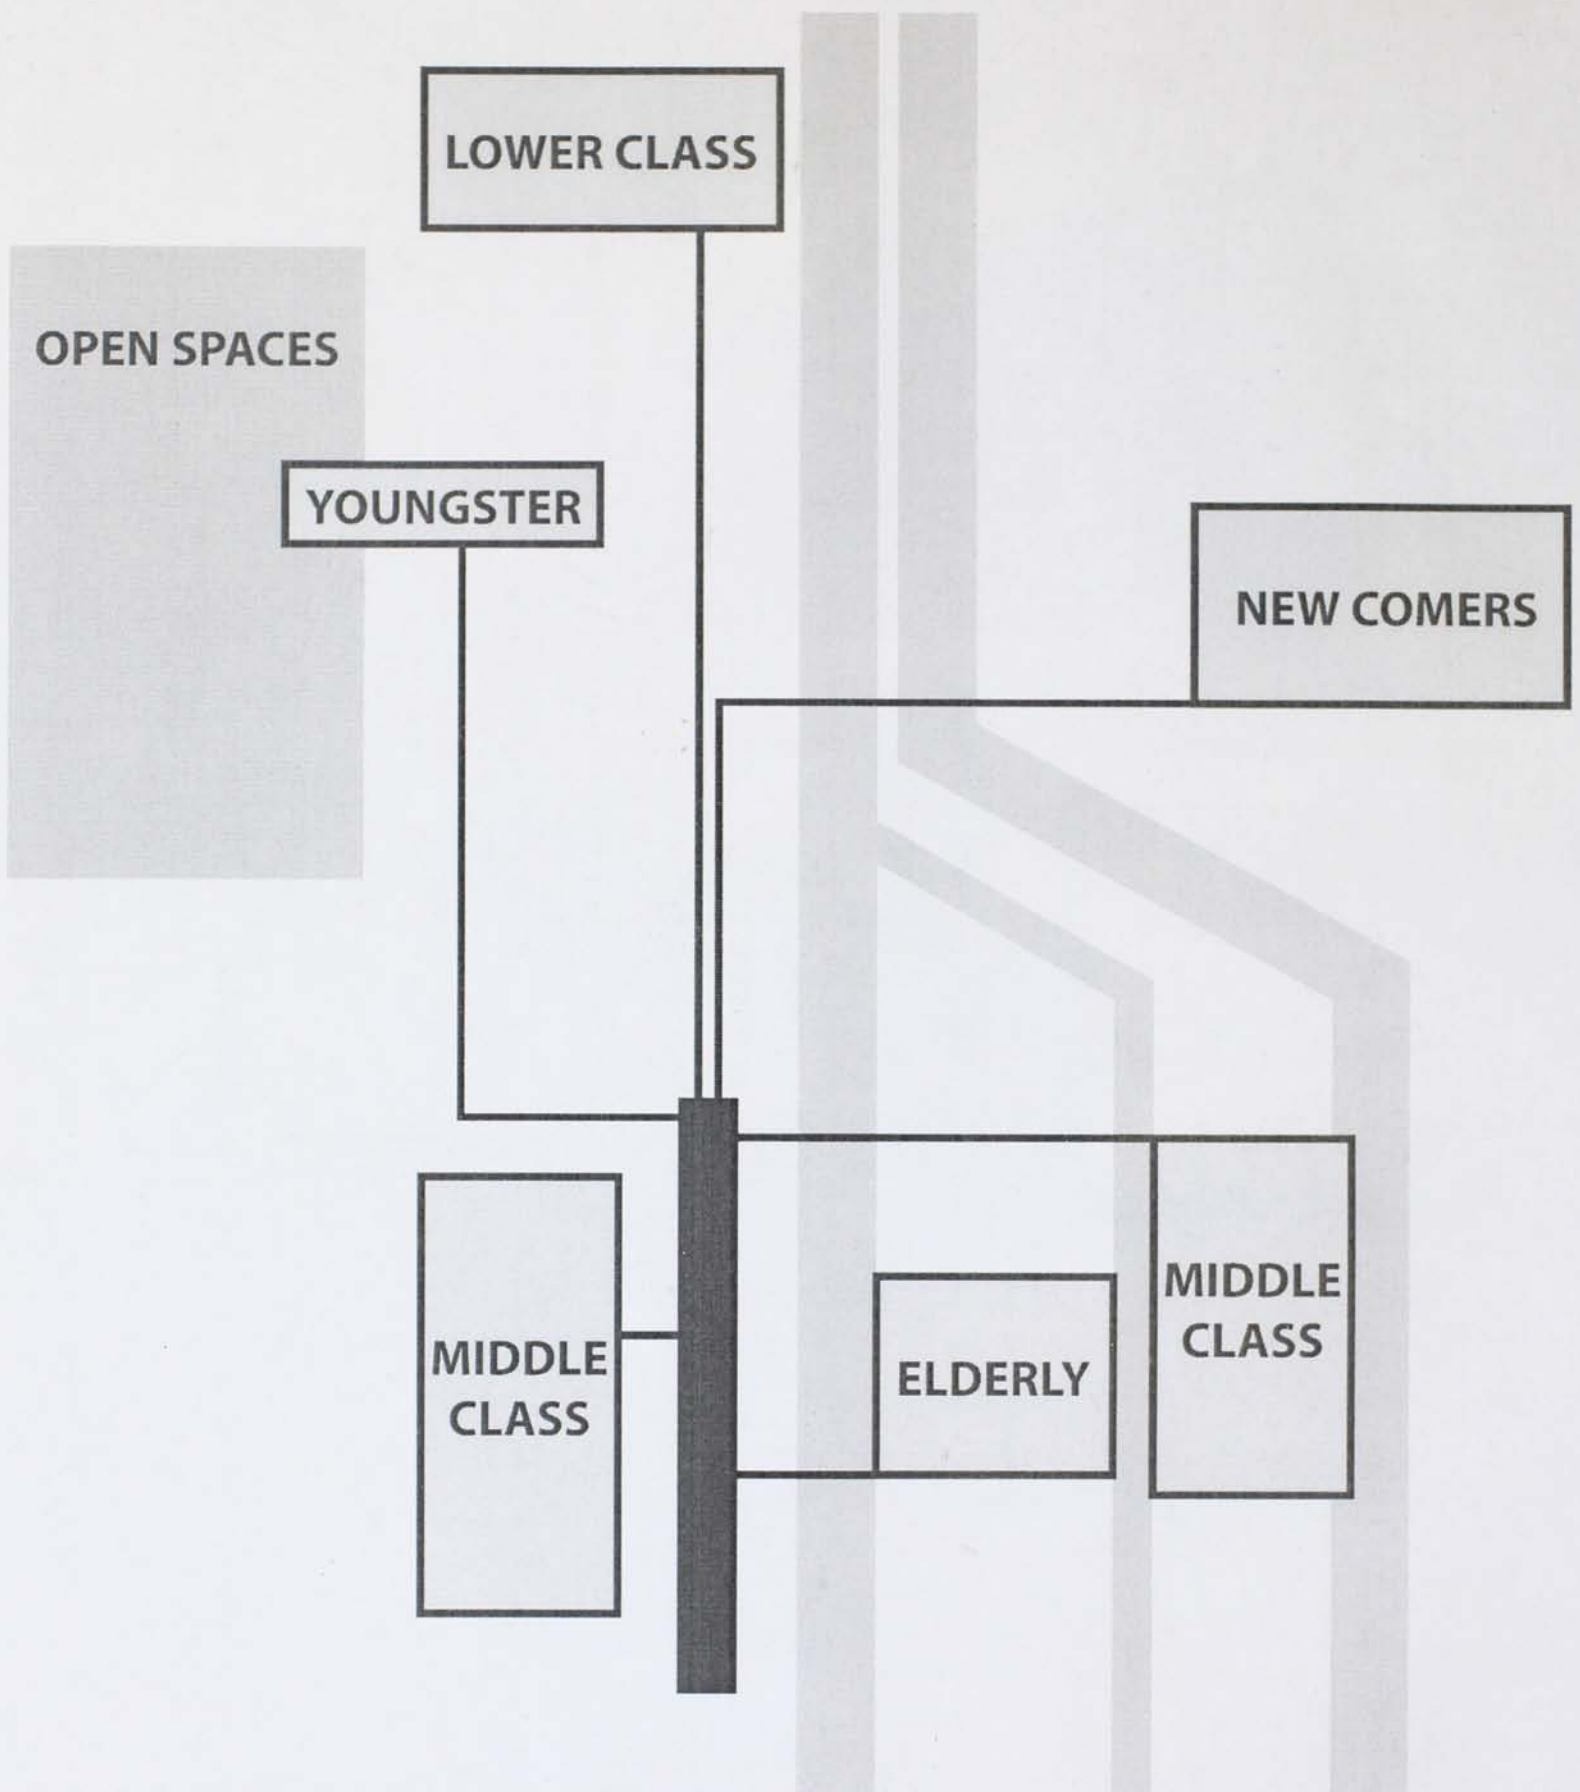 LOWER CLASS
OPEN SPACES
YOUNGSTER
NEW COMERS
MIDDLE
CLASS
ELDERLY
MIDDLE
CLASS